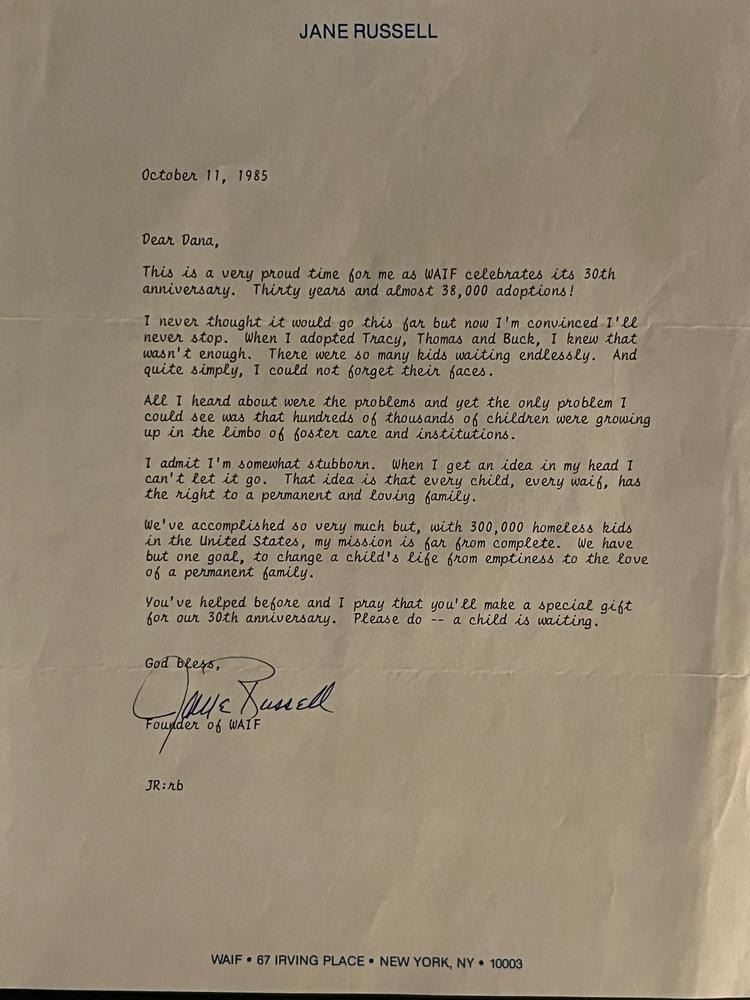 JANE RUSSELL
October 11, 1985
Dear Dana,
This is a very proud time for me as WAIF celebrates its 30th
anniversary. Thirty years and almost 38,000 adoptions!
I never thought it would go this far but now I'm convinced I'll
never stop. When I adopted Tracy, Thomas and Buck, I knew that
wasn't enough. There were so many kids waiting endlessly. And
quite simply, I could not forget their faces.
All I heard about were the problems and yet the only problem I
could see was that hundreds of thousands of children were growing
up in the limbo of foster care and institutions.
I admit I'm somewhat stubborn. When I get an idea in my head I
can't let it go. That idea is that every child, every waif, has
the right to a permanent and loving family.
We've accomplished so very much but, with 300,000 homeless kids
in the United States, my mission is far from complete. We have
but one goal, to change a child's life from emptiness to the love
of a permanent family.
You've helped before and I pray that you'll make a special gift
for our 30th anniversary. Please do -- a child is waiting.
God Bless,
Jane Russell
Founder of WAIF
JR:rb
WAIF • 67 IRVING PLACE • NEW YORK, NY • 10003